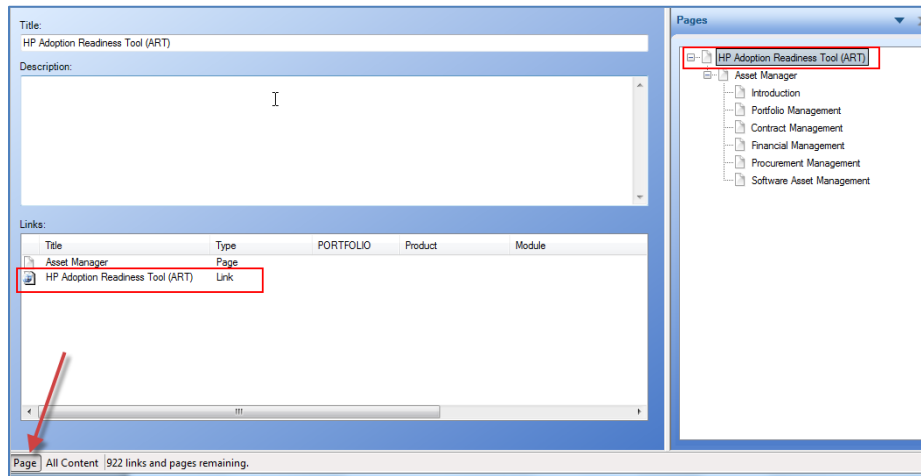 Title:
HP Adoption Readiness Tool (ART)
Description:
Links:
Title Type PORTFOLIO Product Module
Asset Manager Page
HP Adoption Readiness Tool (ART) Link
Page All Content 922 links and pages remaining.
Pages
HP Adoption Readiness Tool (ART)
Asset Manager
Introduction
Portfolio Management
Contract Management
Financial Management
Procurement Management
Software Asset Management